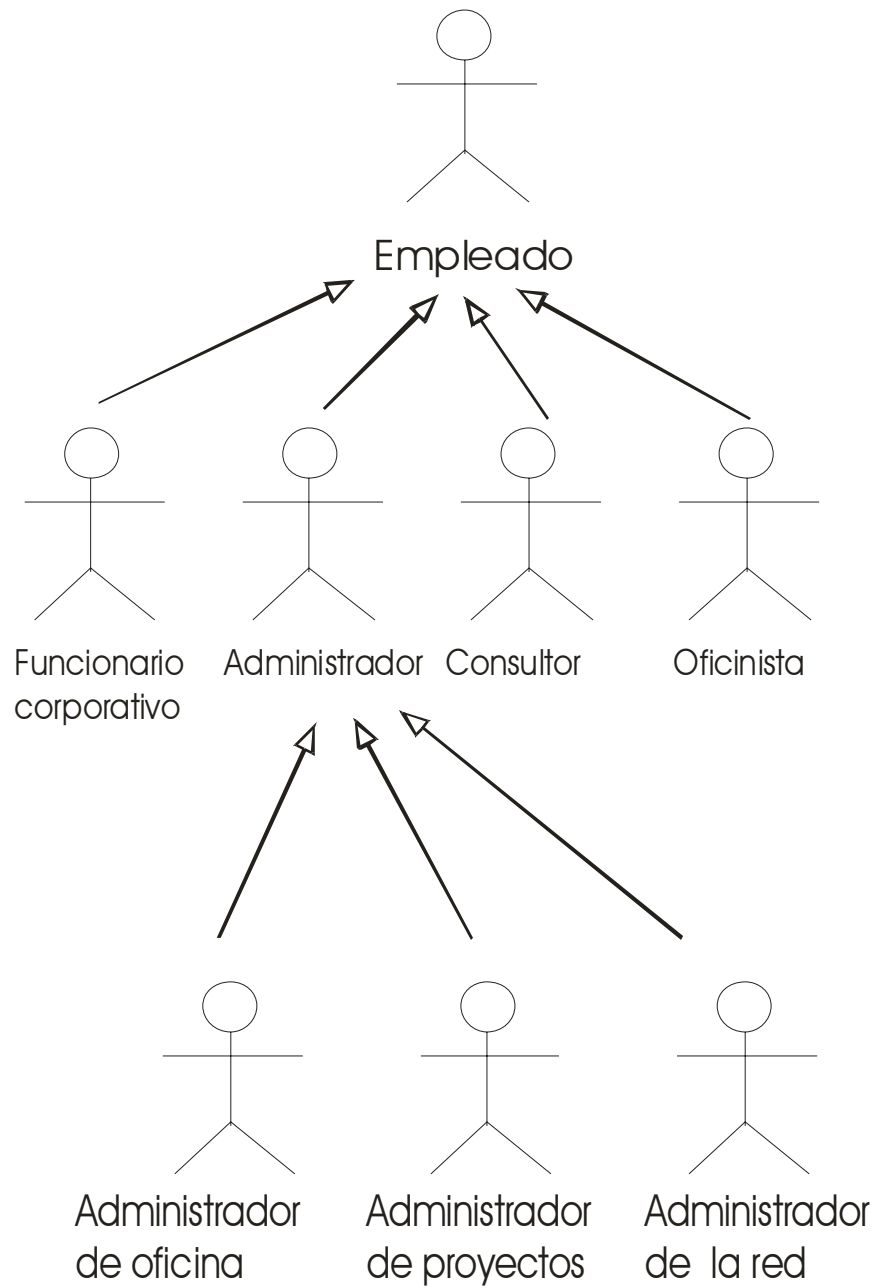 Empleado
Funcionario
corporativo
Administrador
Consultor
Oficinista
Administrador
de oficina
Administrador
de proyectos
Administrador
de la red